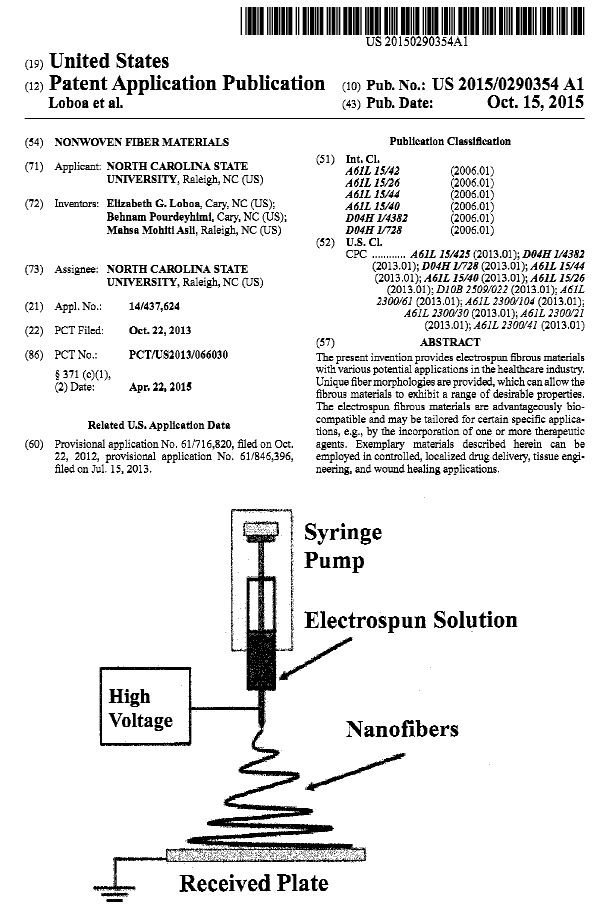 US 20150290354A1
(19) United States
(12) Patent Application Publication
Loboa et al.
(10) Pub. No.: US 2015/0290354 A1
(43) Pub. Date: Oct. 15, 2015
(54) NONWOVEN FIBER MATERIALS
(71) Applicant: NORTH CAROLINA STATE
UNIVERSITY, Raleigh, NC (US)
(72) Inventors: Elizabeth G. Loboa, Cary, NC (US);
Behnam Pourdeyhimi, Cary, NC (US);
Mahsa Mohiti Asli, Raleigh, NC (US)
(73) Assignee: NORTH CAROLINA STATE
UNIVERSITY, Raleigh, NC (US)
(21) Appl. No.: 14/437,624
(22) PCT Filed: Oct. 22, 2013
(86) PCT No.: PCT/US2013/066030
§ 371 (c)(1),
(2) Date: Apr. 22, 2015
Related U.S. Application Data
(60) Provisional application No. 61/716,820, filed on Oct.
22, 2012, provisional application No. 61/846,396,
filed on Jul. 15, 2013.
Publication Classification
(51) Int. Cl.
A61L 15/42 (2006.01)
A61L 15/26 (2006.01)
A61L 15/44 (2006.01)
A61L 15/40 (2006.01)
D04H 1/4382 (2006.01)
D04H 1/728 (2006.01)
(52) U.S. Cl.
CPC ........... A61L 15/425 (2013.01); D04H 1/4382
(2013.01); D04H 1/728 (2013.01); A61L 15/44
(2013.01); A61L 15/40 (2013.01); A61L 15/26
(2013.01); D10B 2509/022 (2013.01); A61L
2300/61 (2013.01); A61L 2300/104 (2013.01);
A61L 2300/30 (2013.01); A61L 2300/21
(2013.01); A61L 2300/41 (2013.01)
(57) ABSTRACT
The present invention provides electrospun fibrous materials
with various potential applications in the healthcare industry.
Unique fiber morphologies are provided, which can allow the
fibrous materials to exhibit a range of desirable properties.
The electrospun fibrous materials are advantageously bio-
compatible and may be tailored for certain specific applica-
tions, e.g., by the incorporation of one or more therapeutic
agents. Exemplary materials described herein can be
employed in controlled, localized drug delivery, tissue engi-
neering, and wound healing applications.
Syringe
Pump
Electrospun Solution
High
Voltage
Nanofibers
Received Plate